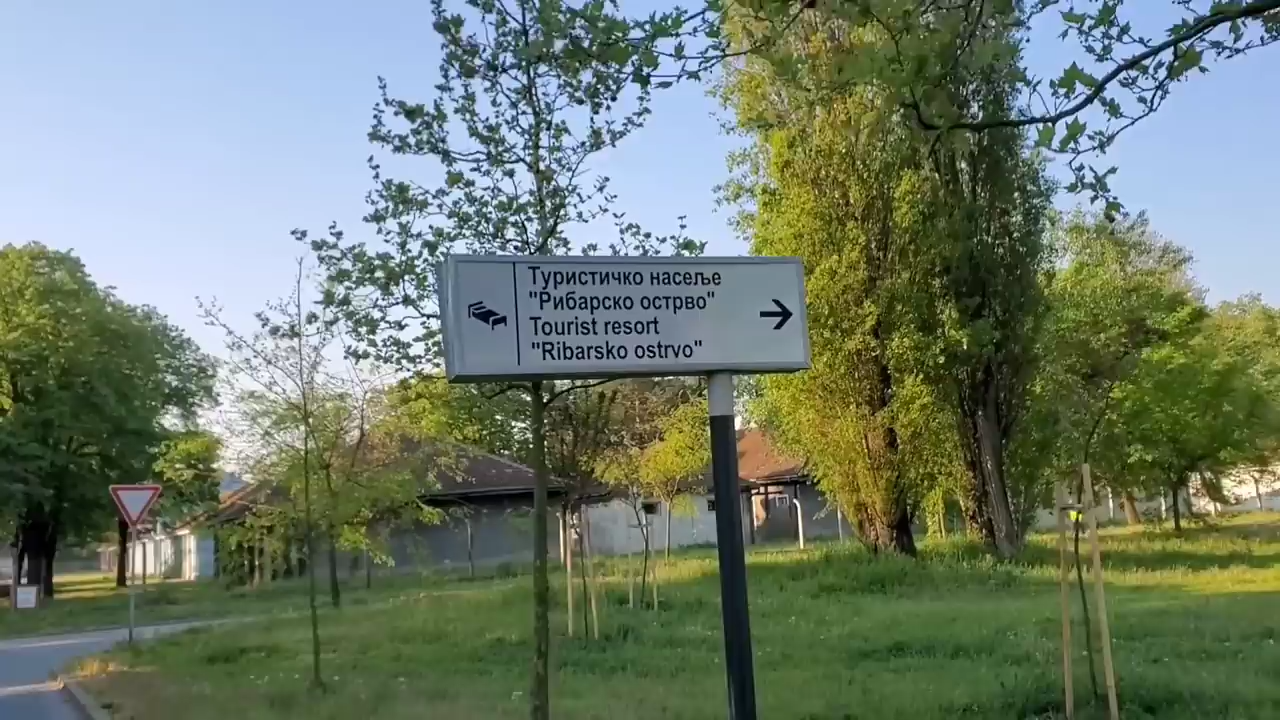 Туристичко насеље
"Рибарско острво"
Tourist resort
"Ribarsko ostrvo"